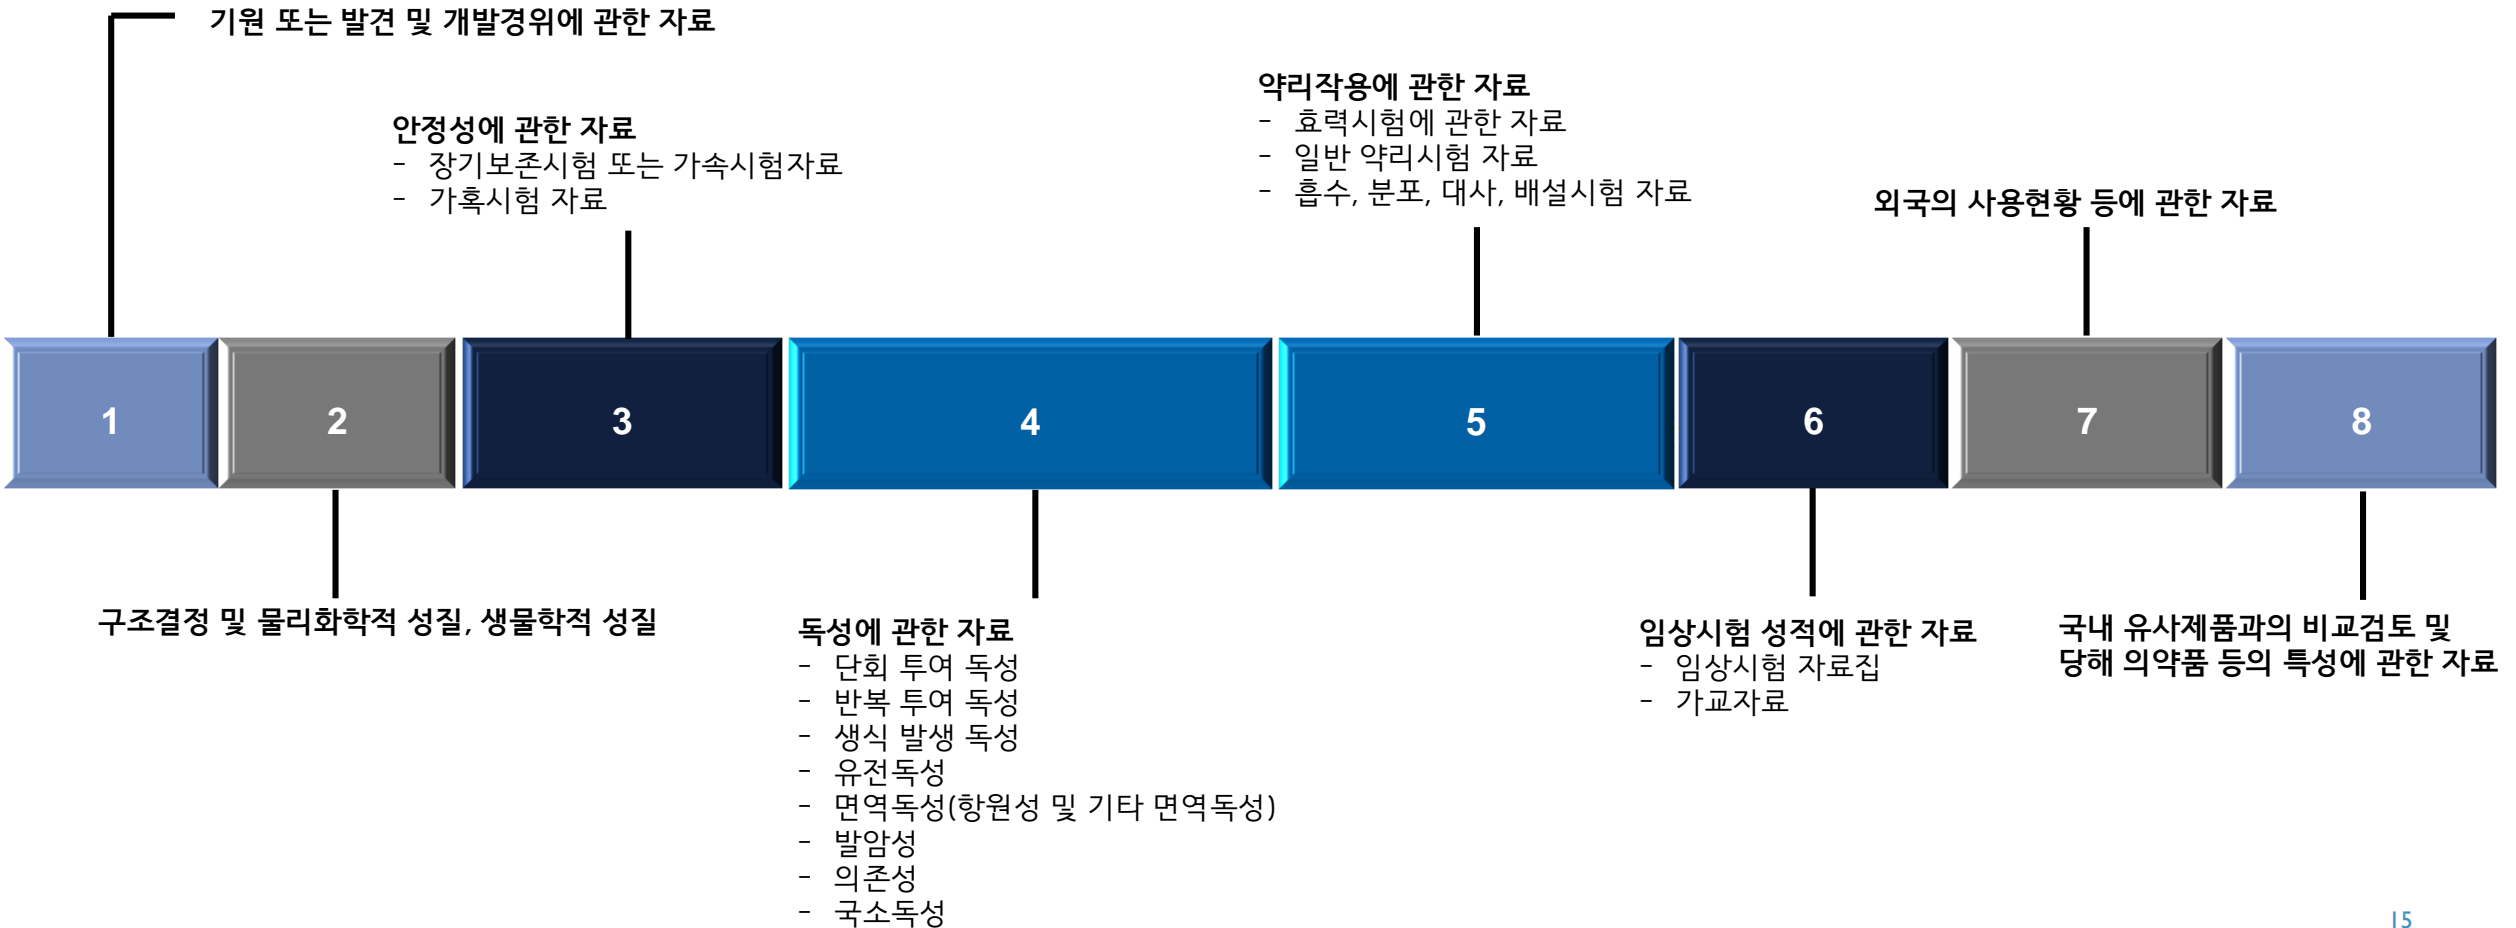 기원 또는 발견 및 개발경위에 관한 자료
안정성에 관한 자료
- 장기보존시험 또는 가속시험자료
- 가혹시험 자료
약리작용에 관한 자료
- 효력시험에 관한 자료
- 일반 약리시험 자료
- 흡수, 분포, 대사, 배설시험 자료
외국의 사용현황 등에 관한 자료
1
2
3
4
5
6
7
8
구조결정 및 물리화학적 성질, 생물학적 성질
독성에 관한 자료
- 단회 투여 독성
- 반복 투여 독성
- 생식 발생 독성
- 유전독성
- 면역독성(항원성 및 기타 면역독성)
- 발암성
- 의존성
- 국소독성
임상시험 성적에 관한 자료
- 임상시험 자료집
- 가교자료
국내 유사제품과의 비교검토 및
당해 의약품 등의 특성에 관한 자료
15